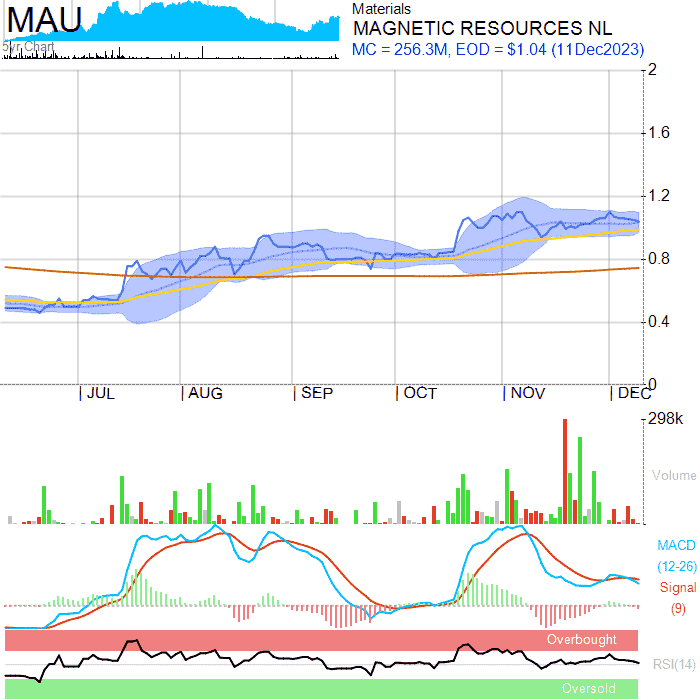 MAU
5yr Chart
Materials
MAGNETIC RESOURCES NL
MC = 256.3M, EOD = $1.04 (11Dec2023)
2
1.6
1.2
0.8
0.4
0
JUL
AUG
SEP
OCT
NOV
DEC
298k
Volume
MACD
(12-26)
Signal
(9)
Overbought
RSI(14)
Oversold